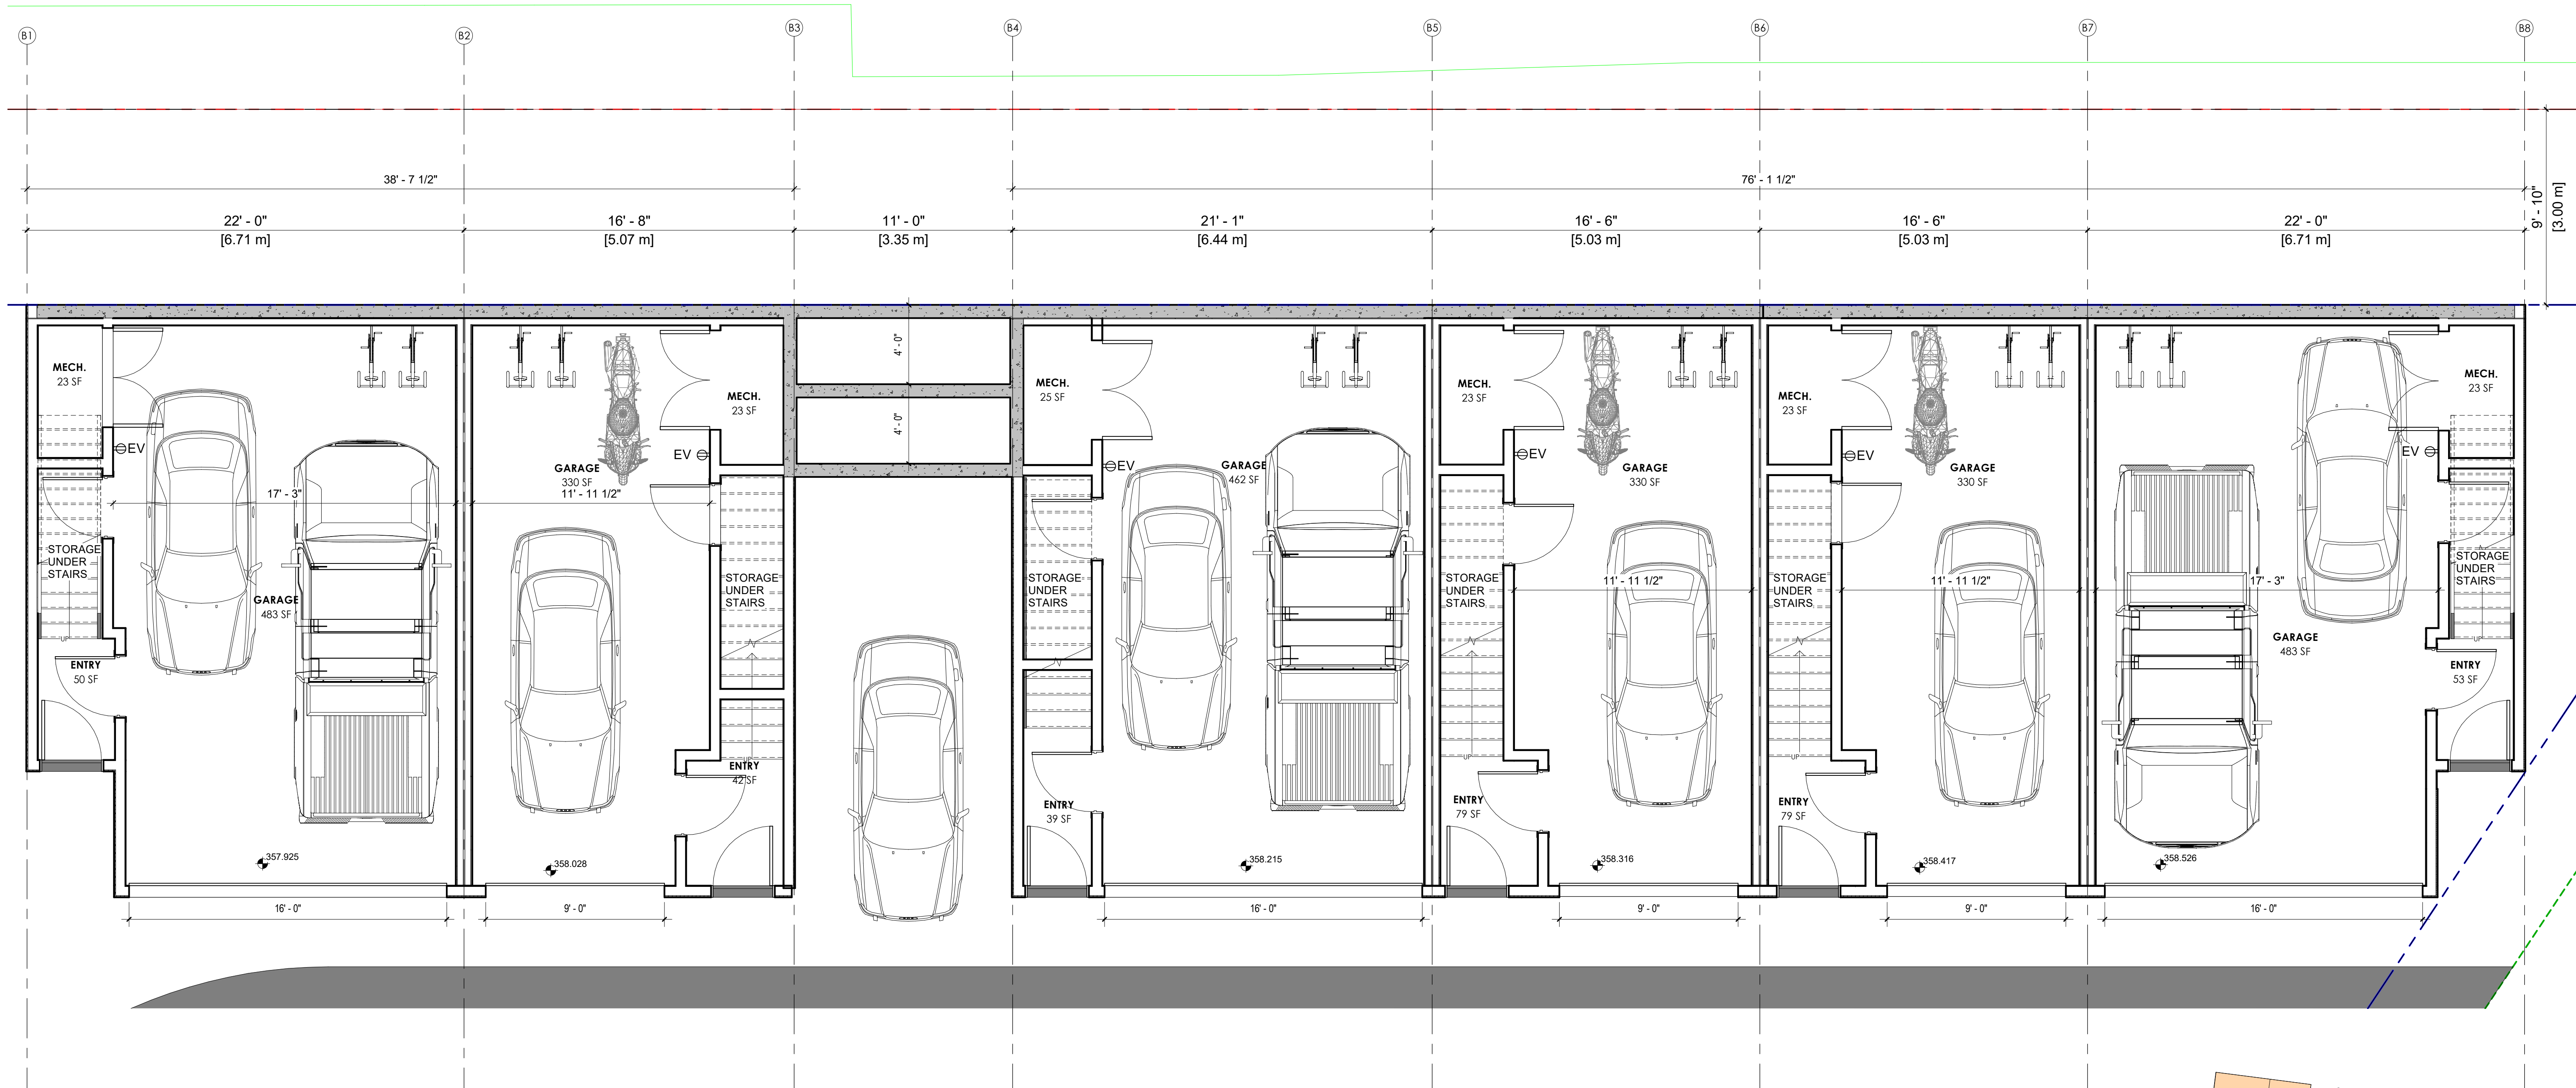 B1 B2 B3 B4 B5 B6 B7 B8
38' - 7 1/2" 76' - 1 1/2"
22' - 0" 16' - 8" 11' - 0" 21' - 1" 16' - 6" 16' - 6" 22' - 0"
[6.71 m] [5.07 m] [3.35 m] [6.44 m] [5.03 m] [5.03 m] [6.71 m]
9' - 10"
[3.00 m]
MECH.
23 SF
EV
17' - 3"
STORAGE
UNDER
STAIRS
GARAGE
483 SF
UP
ENTRY
50 SF
357.925
16' - 0"
GARAGE
330 SF
11' - 11 1/2"
MECH.
23 SF
EV
STORAGE
UNDER
STAIRS
UP
ENTRY
42 SF
358.028
9' - 0"
4' - 0"
4' - 0"
MECH.
25 SF
EV
GARAGE
462 SF
STORAGE
UNDER
STAIRS
ENTRY
39 SF
358.215
16' - 0"
MECH.
23 SF
EV
GARAGE
330 SF
STORAGE
UNDER
STAIRS
11' - 11 1/2"
UP
ENTRY
79 SF
358.316
9' - 0"
MECH.
23 SF
EV
GARAGE
330 SF
STORAGE
UNDER
STAIRS
11' - 11 1/2"
UP
ENTRY
79 SF
358.417
9' - 0"
MECH.
23 SF
EV
STORAGE
UNDER
STAIRS
17' - 3"
GARAGE
483 SF
UP
ENTRY
53 SF
358.526
16' - 0"